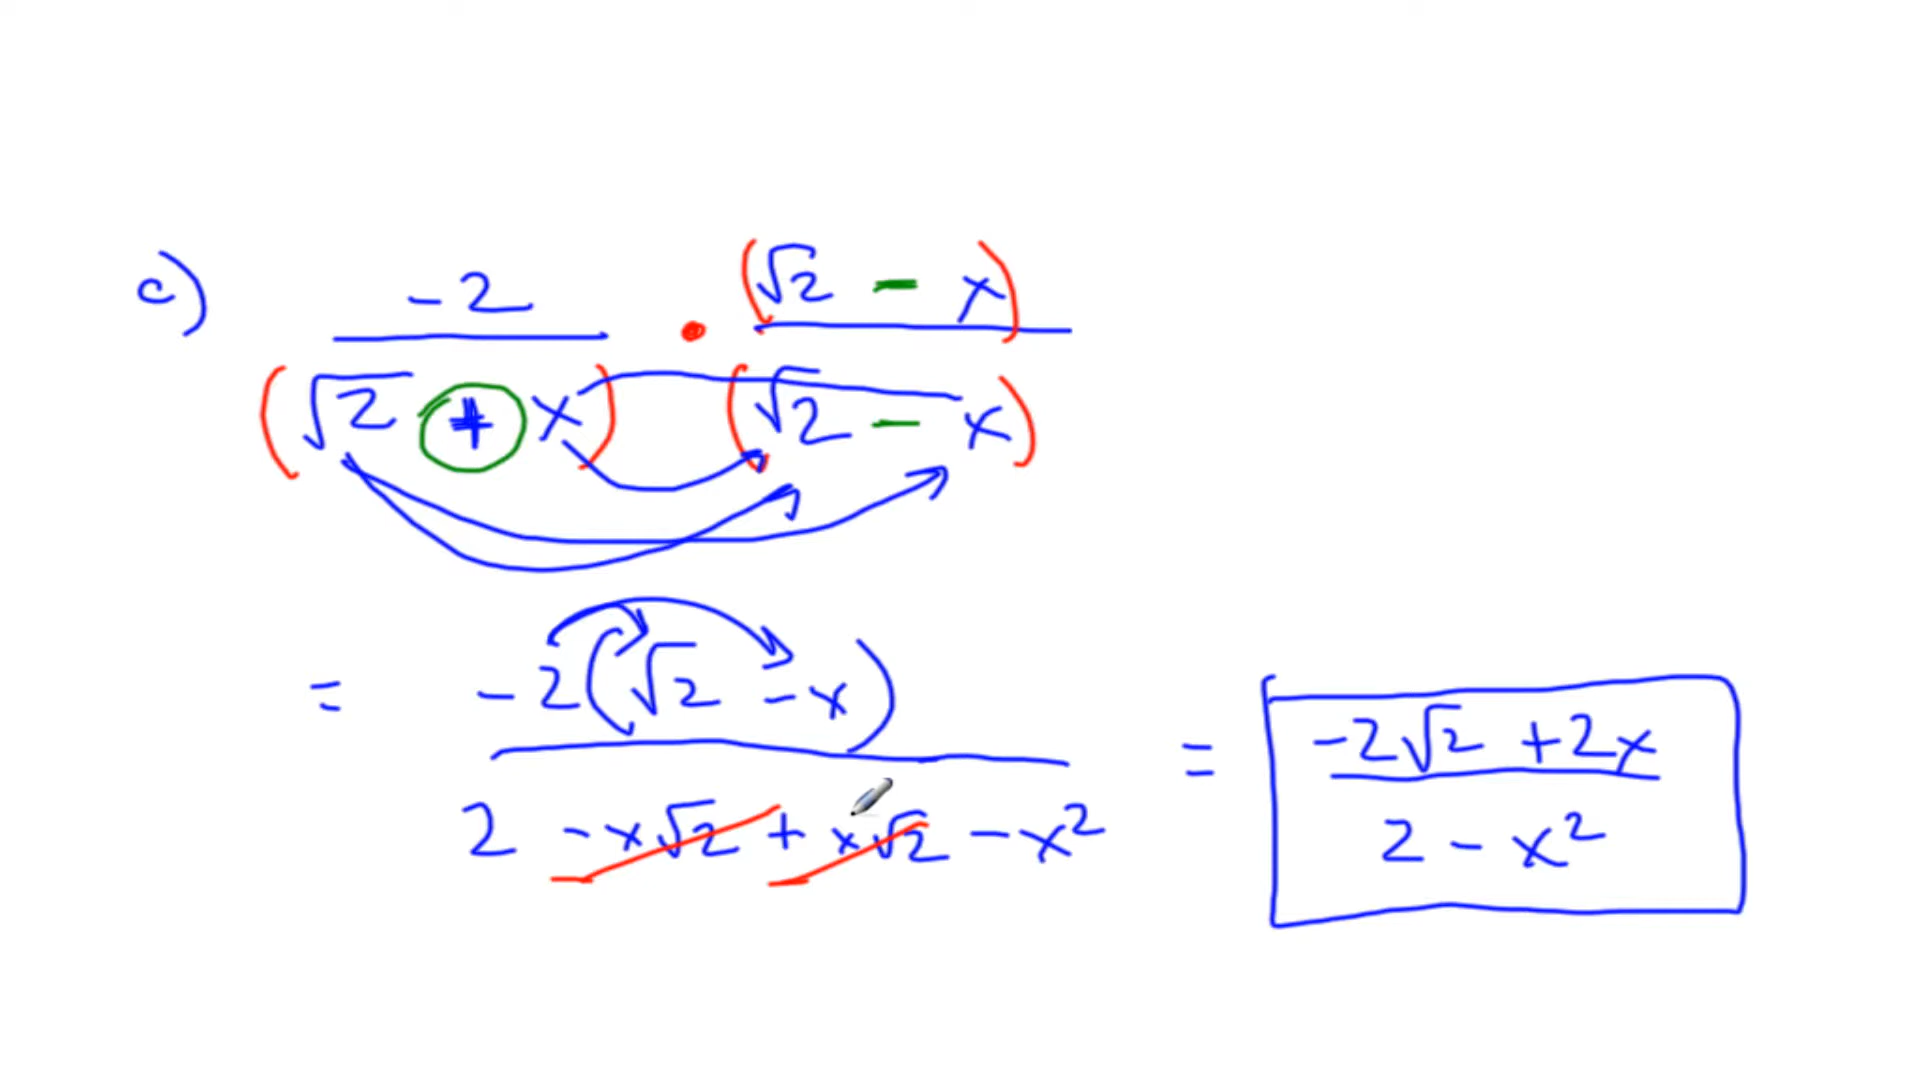 c) -2 • (√2 - x)
(√2 + x) (√2 - x)
= -2(√2 - x)
2 - x√2 + x√2 - x²
= -2√2 + 2x
2 - x²